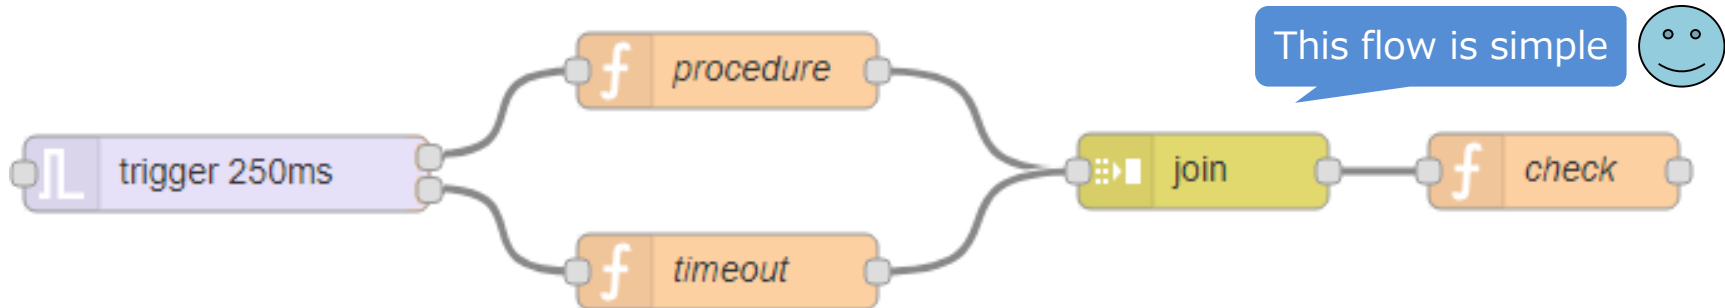 This flow is simple
procedure
trigger 250ms
join
check
timeout